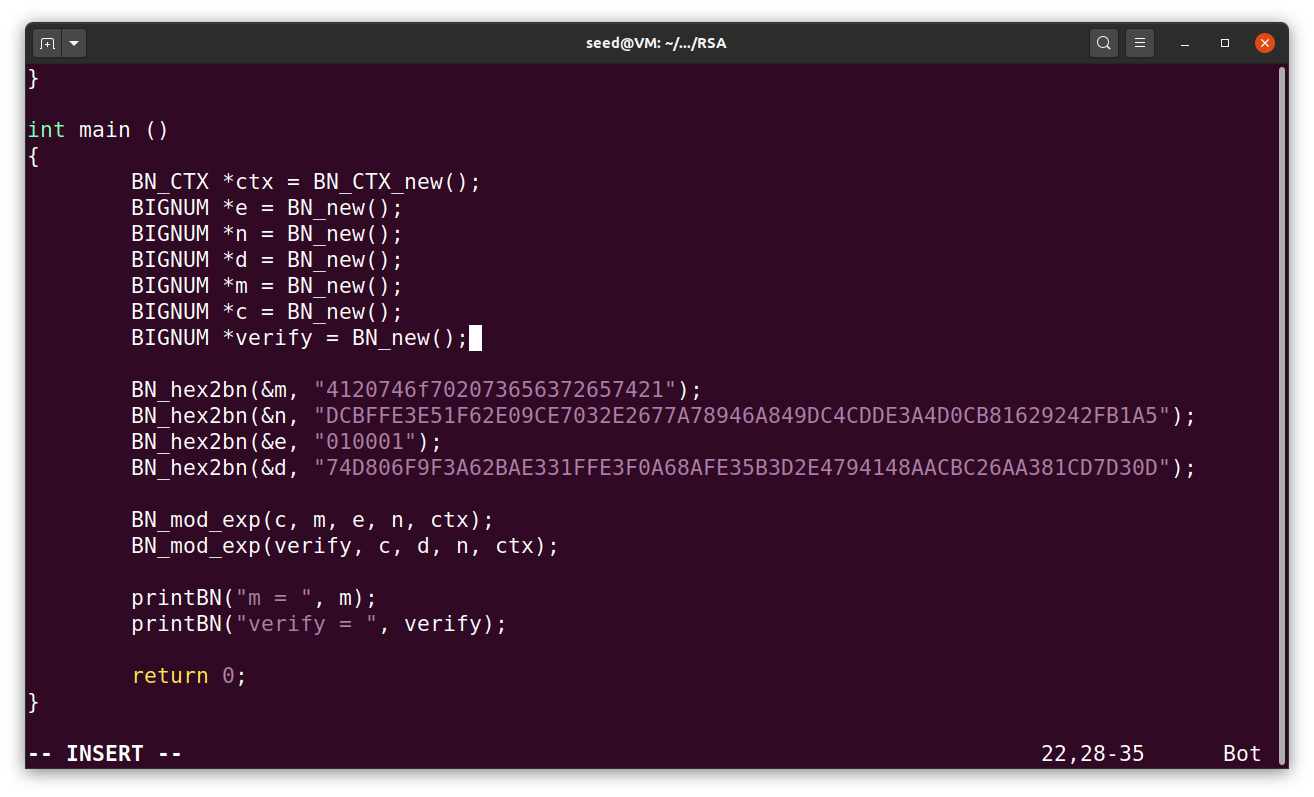 seed@VM: ~/.../RSA
}
int main ()
{
BN_CTX *ctx = BN_CTX_new();
BIGNUM *e = BN_new();
BIGNUM *n = BN_new();
BIGNUM *d = BN_new();
BIGNUM *m = BN_new();
BIGNUM *c = BN_new();
BIGNUM *verify = BN_new();
BN_hex2bn(&m, "4120746f702073656372657421");
BN_hex2bn(&n, "DCBFFE3E51F62E09CE7032E2677A78946A849DC4CDDE3A4D0CB81629242FB1A5");
BN_hex2bn(&e, "010001");
BN_hex2bn(&d, "74D806F9F3A62BAE331FFE3F0A68AFE35B3D2E4794148AACBC26AA381CD7D30D");
BN_mod_exp(c, m, e, n, ctx);
BN_mod_exp(verify, c, d, n, ctx);
printBN("m = ", m);
printBN("verify = ", verify);
return 0;
}
-- INSERT -- 22,28-35 Bot